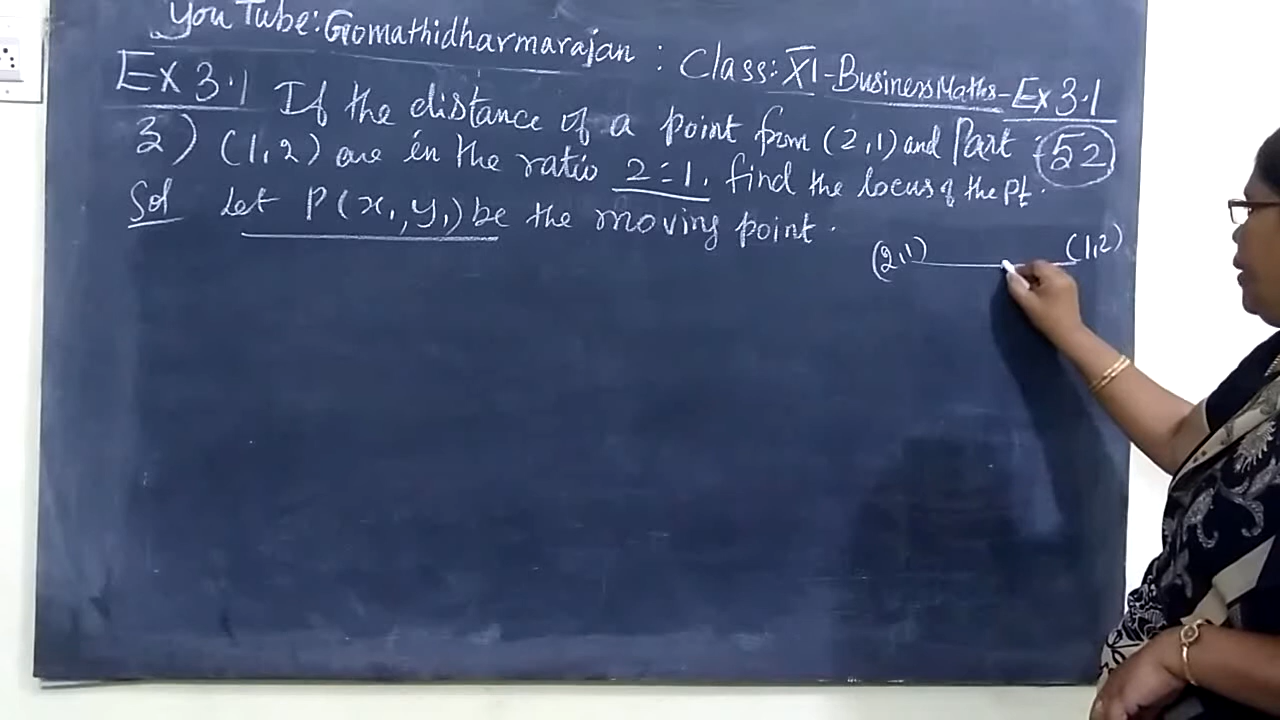 YouTube: Gomathidharmarajan : Class: XI - Business Maths - Ex 3.1
Ex 3.1 If the distance of a point from (2,1) and Part : 52
3) (1,2) are in the ratio 2:1, find the locus of the pt.
Sol Let P(x₁,y₁) be the moving point.
(2,1) (1,2)